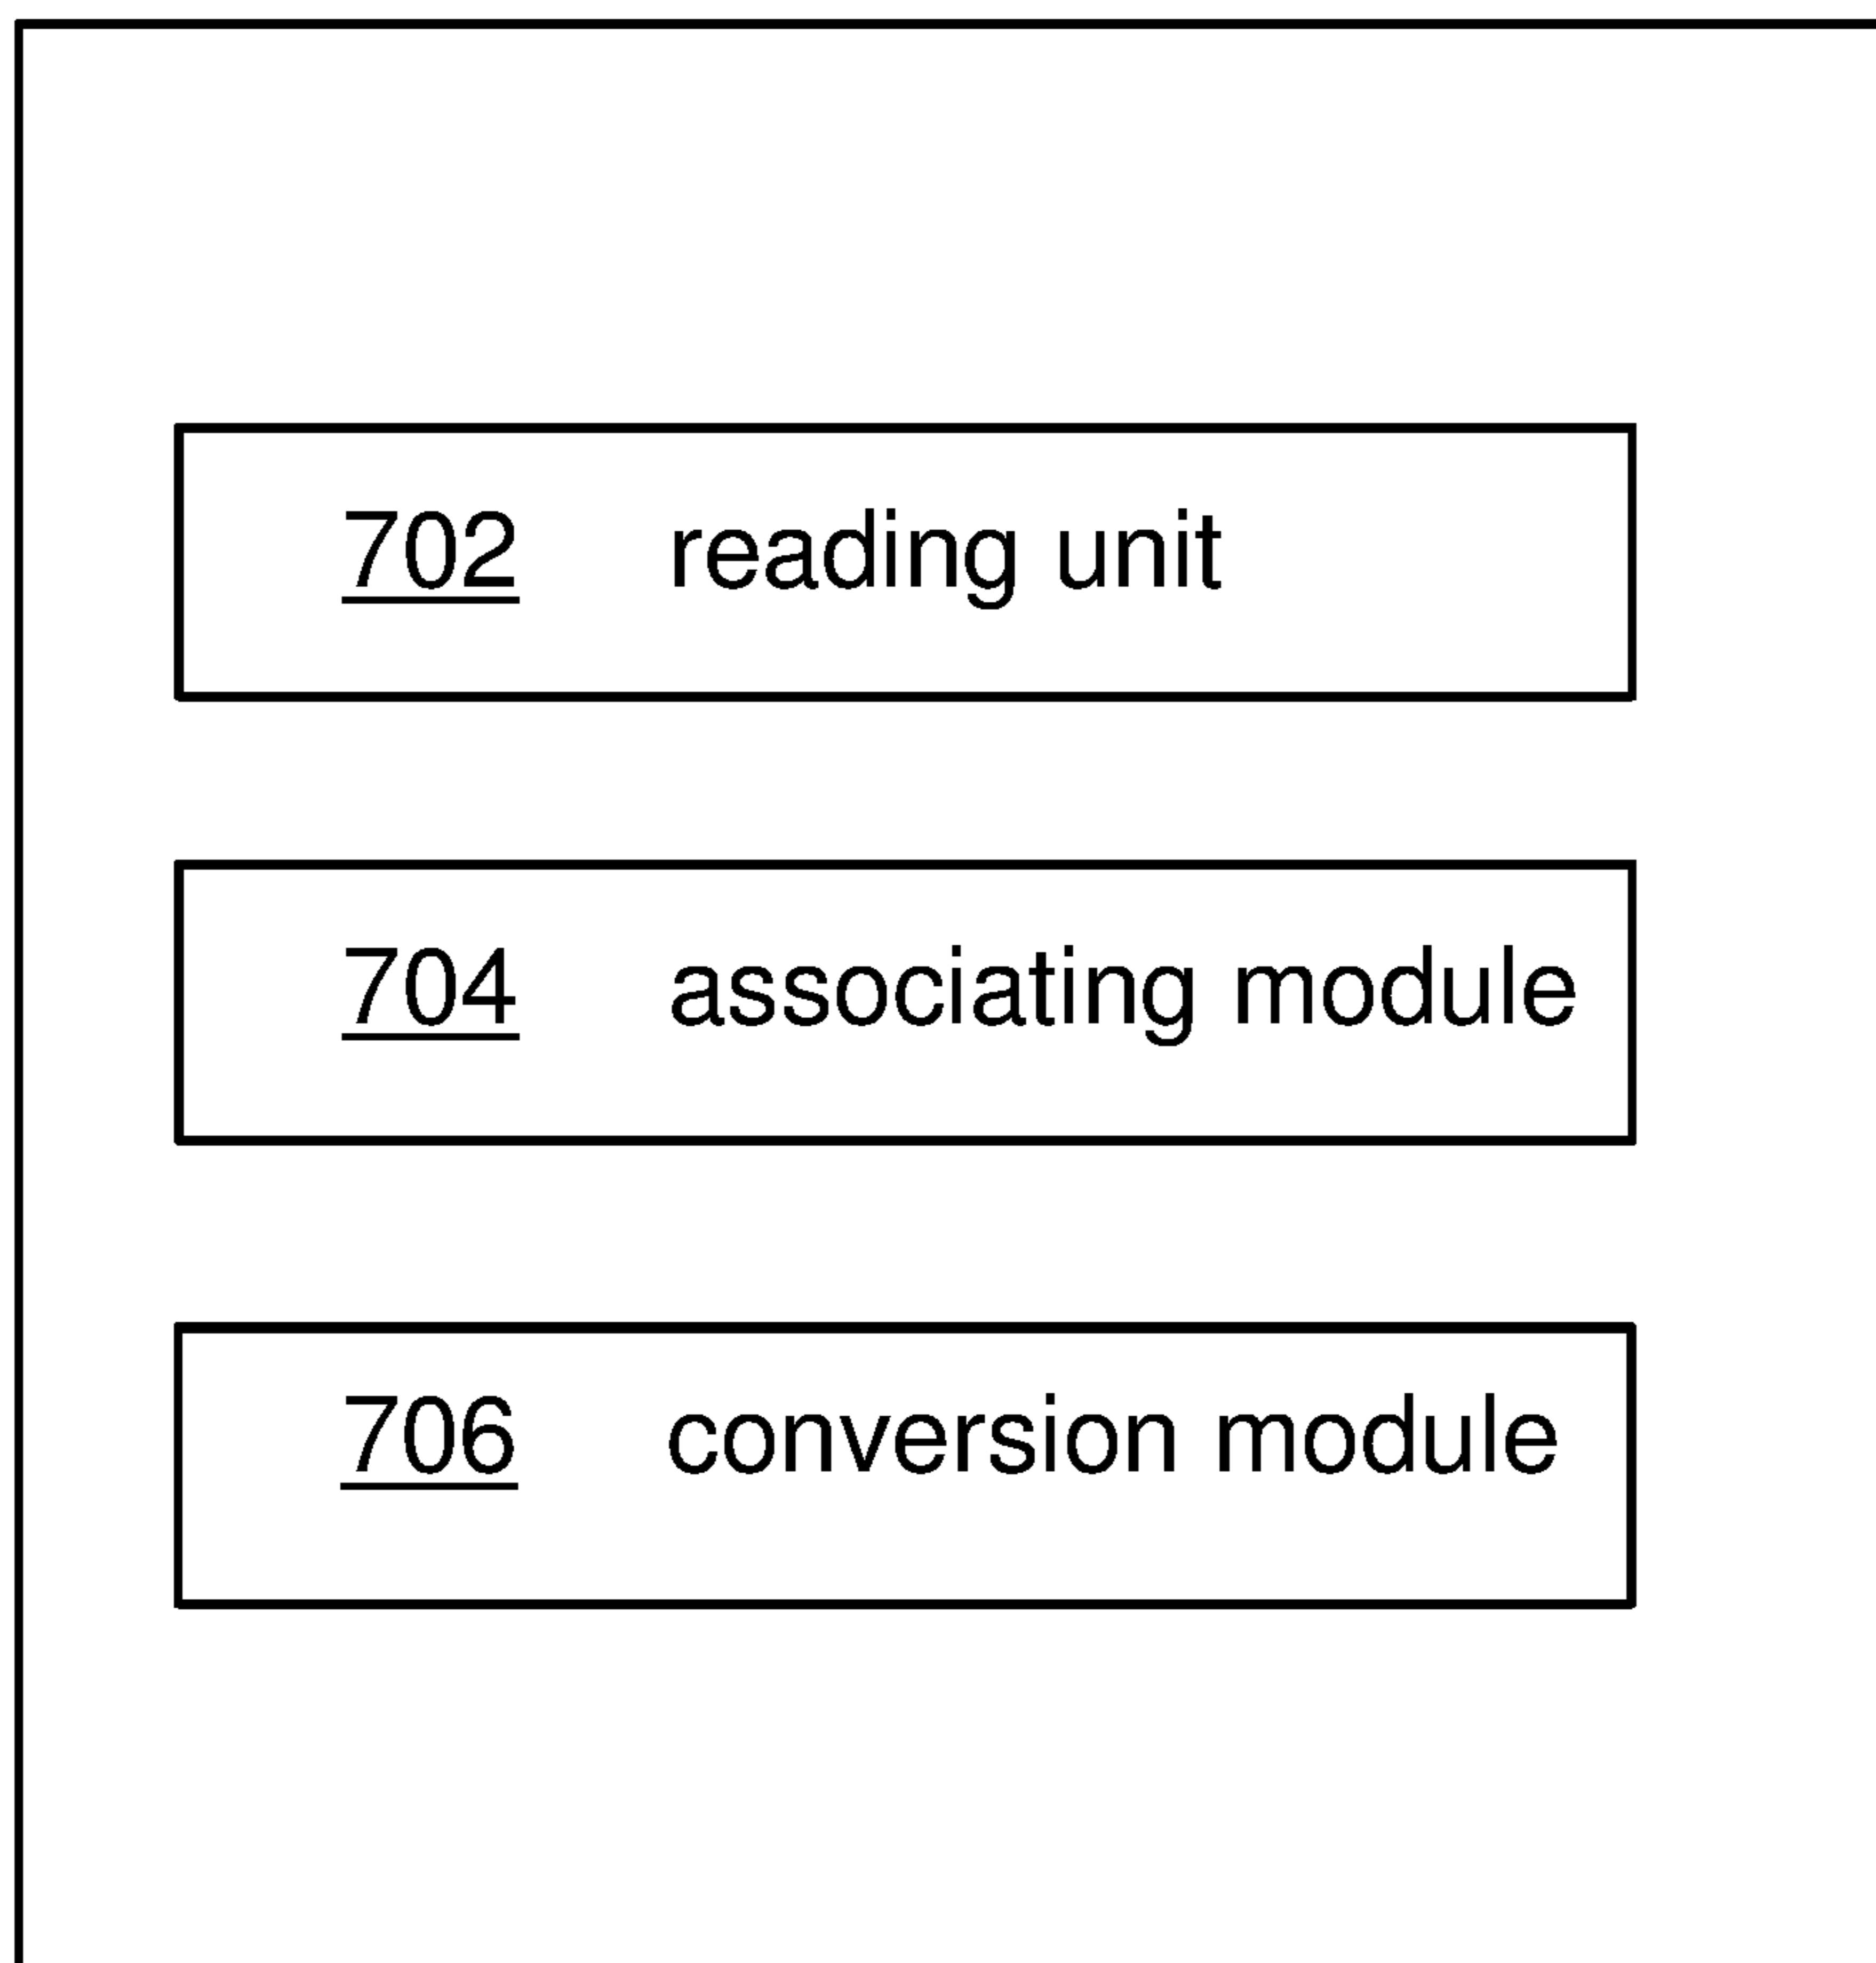 702 reading unit
704 associating module
706 conversion module